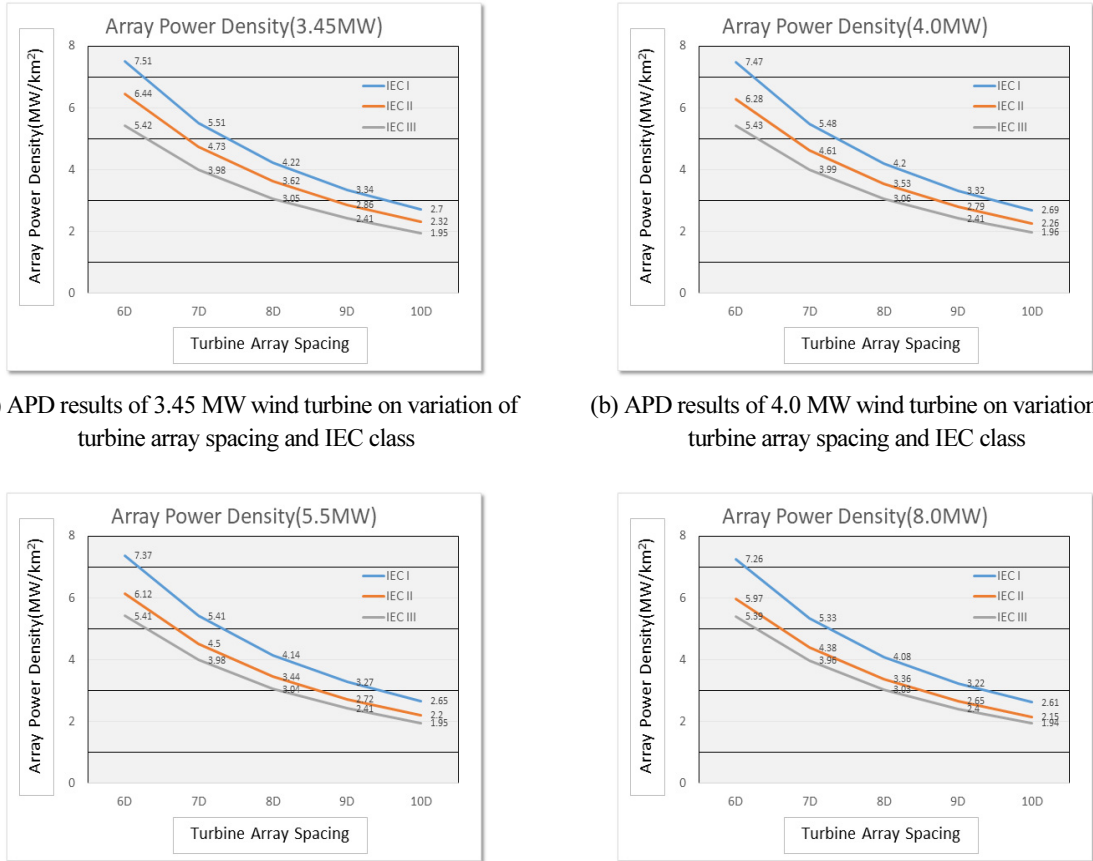 Array Power Density(3.45MW)
Array Power Density(MW/km²)
8
6
4
2
0
7.51
6.44
5.42
5.51
4.73
3.98
4.22
3.62
3.05
3.34
2.86
2.41
2.7
2.32
1.95
IEC I
IEC II
IEC III
6D 7D 8D 9D 10D
Turbine Array Spacing
Array Power Density(4.0MW)
Array Power Density(MW/km²)
8
6
4
2
0
7.47
6.28
5.43
5.48
4.61
3.99
4.2
3.53
3.06
3.32
2.79
2.41
2.69
2.26
1.96
IEC I
IEC II
IEC III
6D 7D 8D 9D 10D
Turbine Array Spacing
) APD results of 3.45 MW wind turbine on variation of
turbine array spacing and IEC class
(b) APD results of 4.0 MW wind turbine on variation
turbine array spacing and IEC class
Array Power Density(5.5MW)
Array Power Density(MW/km²)
8
6
4
2
0
7.37
6.12
5.41
5.41
4.5
3.98
4.14
3.44
3.04
3.27
2.72
2.41
2.65
2.2
1.95
IEC I
IEC II
IEC III
6D 7D 8D 9D 10D
Turbine Array Spacing
Array Power Density(8.0MW)
Array Power Density(MW/km²)
8
6
4
2
0
7.26
5.97
5.39
5.33
4.38
3.96
4.08
3.36
3.03
3.22
2.65
2.4
2.61
2.15
1.94
IEC I
IEC II
IEC III
6D 7D 8D 9D 10D
Turbine Array Spacing